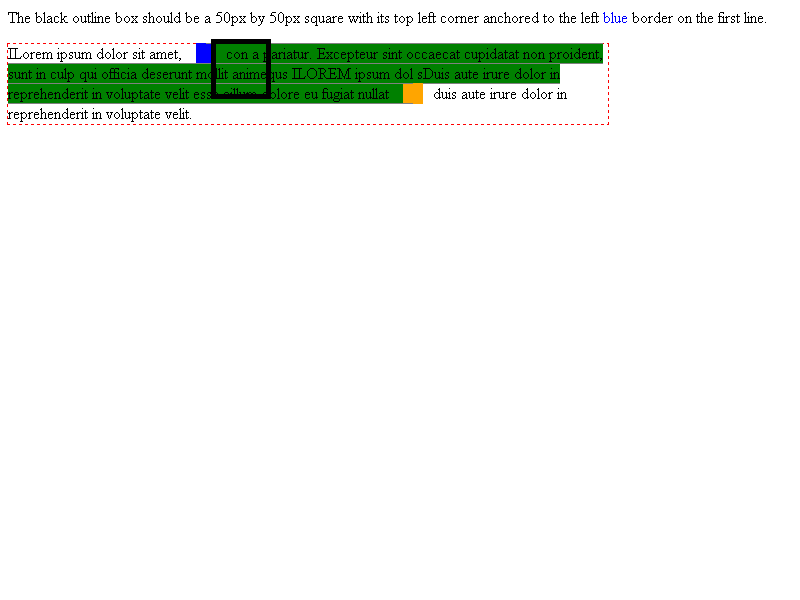 The black outline box should be a 50px by 50px square with its top left corner anchored to the left blue border on the first line.
ILorem ipsum dolor sit amet, con a pariatur. Excepteur sint occaecat cupidatat non proident,
sunt in culp qui officia deserunt mollit animequs ILOREM ipsum dol sDuis aute irure dolor in
reprehenderit in voluptate velit esse cillum dolore eu fugiat nullat duis aute irure dolor in
reprehenderit in voluptate velit.